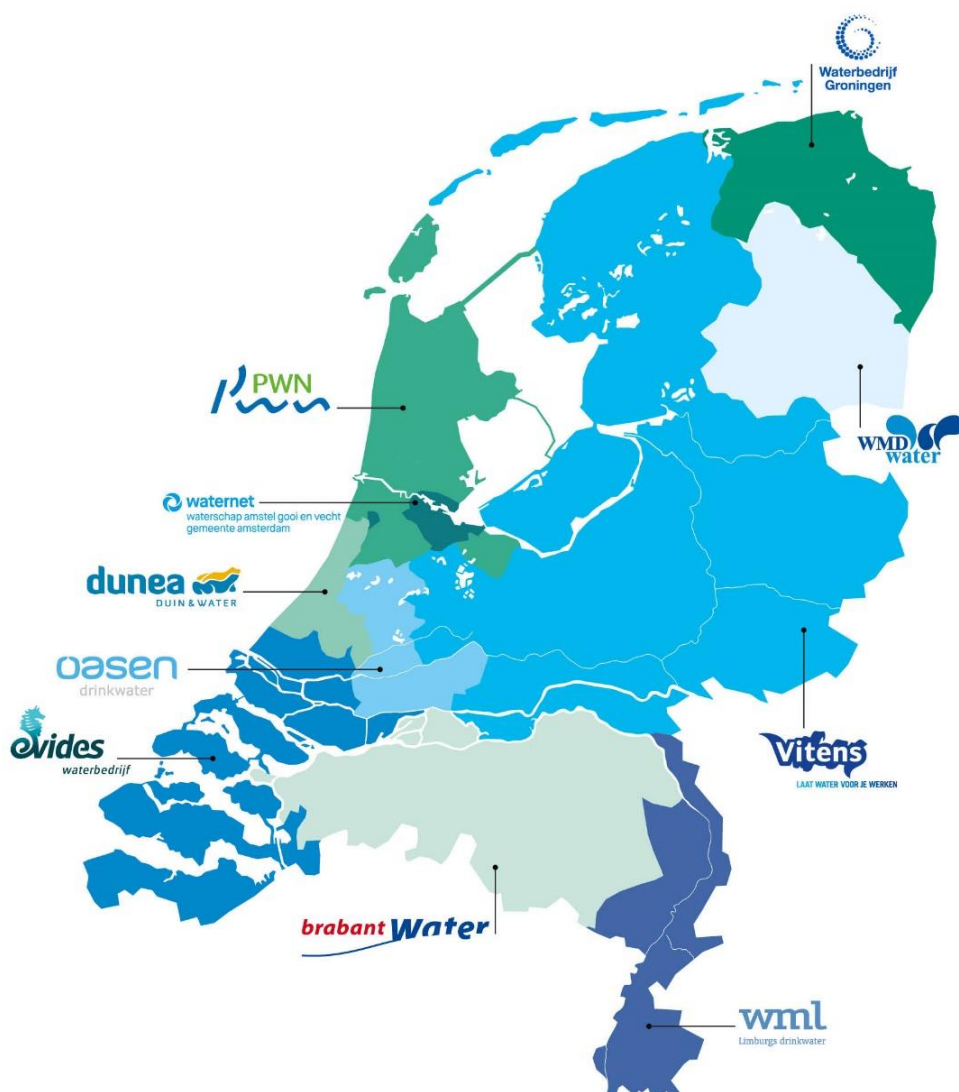 Waterbedrijf
Groningen
PWN
WMD
water
waternet
waterschap amstel gooi en vecht
gemeente amsterdam
dunea
DUIN & WATER
oasen
drinkwater
evides
waterbedrijf
Vitens
LAAT WATER VOOR JE WERKEN
brabant Water
wml
Limburgs drinkwater